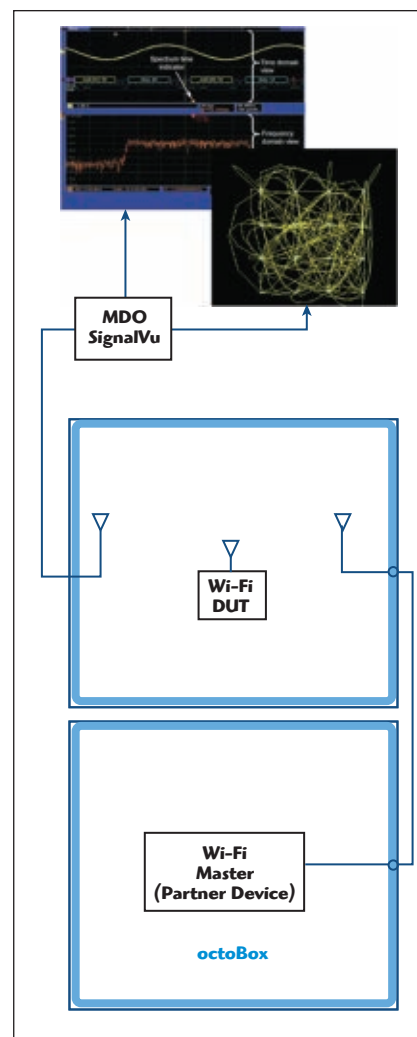 Spectrum time
indicator
Time domain
view
Frequency
domain view
MDO
SignalVu
Wi-Fi
DUT
Wi-Fi
Master
(Partner Device)
octoBox